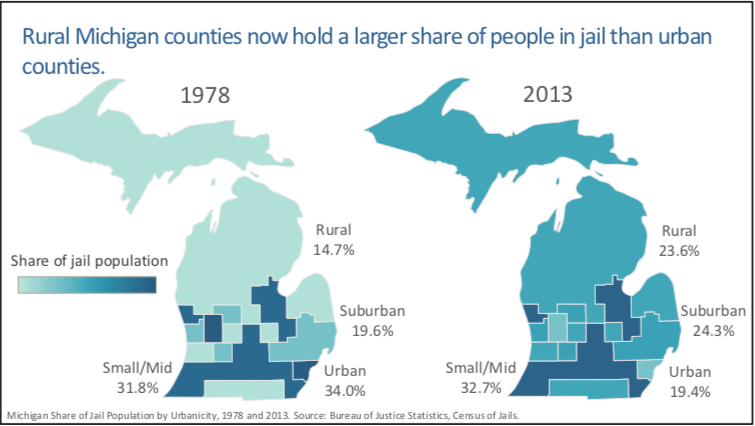 Rural Michigan counties now hold a larger share of people in jail than urban
counties.
1978
2013
Rural
14.7%
Share of jail population
Suburban
19.6%
Small/Mid
31.8%
Urban
34.0%
Rural
23.6%
Suburban
24.3%
Small/Mid
32.7%
Urban
19.4%
Michigan Share of Jail Population by Urbanicity, 1978 and 2013. Source: Bureau of Justice Statistics, Census of Jails.